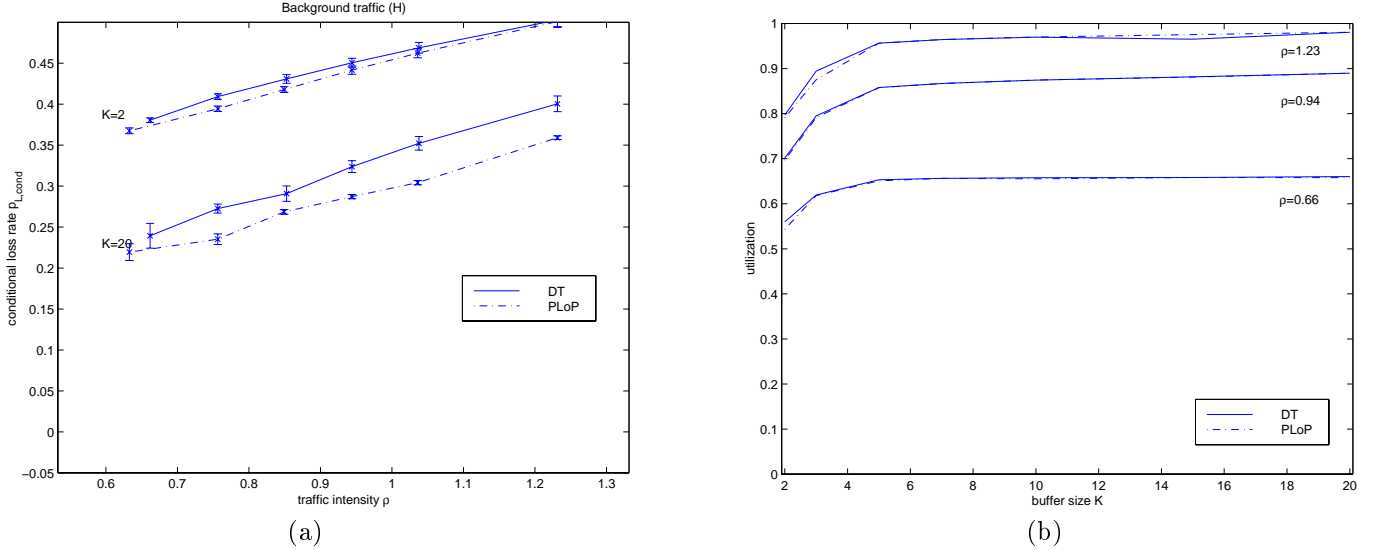 Background traffic (H)
0.45
0.4
0.35
0.3
0.25
0.2
0.15
0.1
0.05
0
−0.05
0.6 0.7 0.8 0.9 1 1.1 1.2 1.3
traffic intensity ρ
conditional loss rate pL,cond
K=2
K=20
DT
PLoP
(a)
1
0.9
0.8
0.7
0.6
0.5
0.4
0.3
0.2
0.1
0
2 4 6 8 10 12 14 16 18 20
buffer size K
utilization
ρ=1.23
ρ=0.94
ρ=0.66
DT
PLoP
(b)